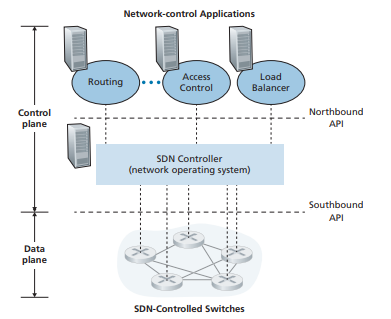 Network-control Applications
Routing
Access
Control
Load
Balancer
Control
plane
Northbound
API
SDN Controller
(network operating system)
Southbound
API
Data
plane
SDN-Controlled Switches